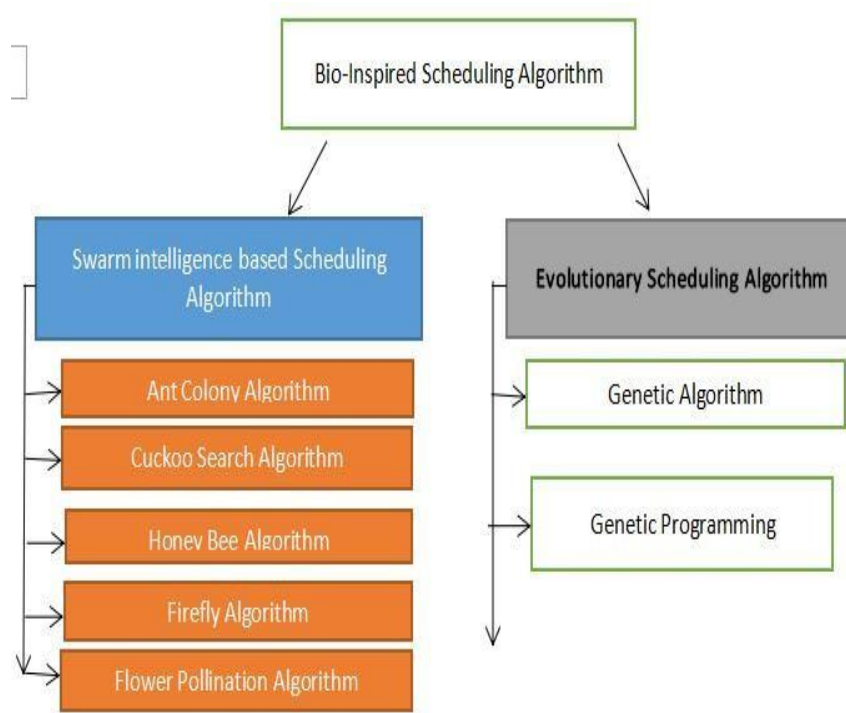 Bio-Inspired Scheduling Algorithm
Swarm intelligence based Scheduling
Algorithm
Ant Colony Algorithm
Cuckoo Search Algorithm
Honey Bee Algorithm
Firefly Algorithm
Flower Pollination Algorithm
Evolutionary Scheduling Algorithm
Genetic Algorithm
Genetic Programming